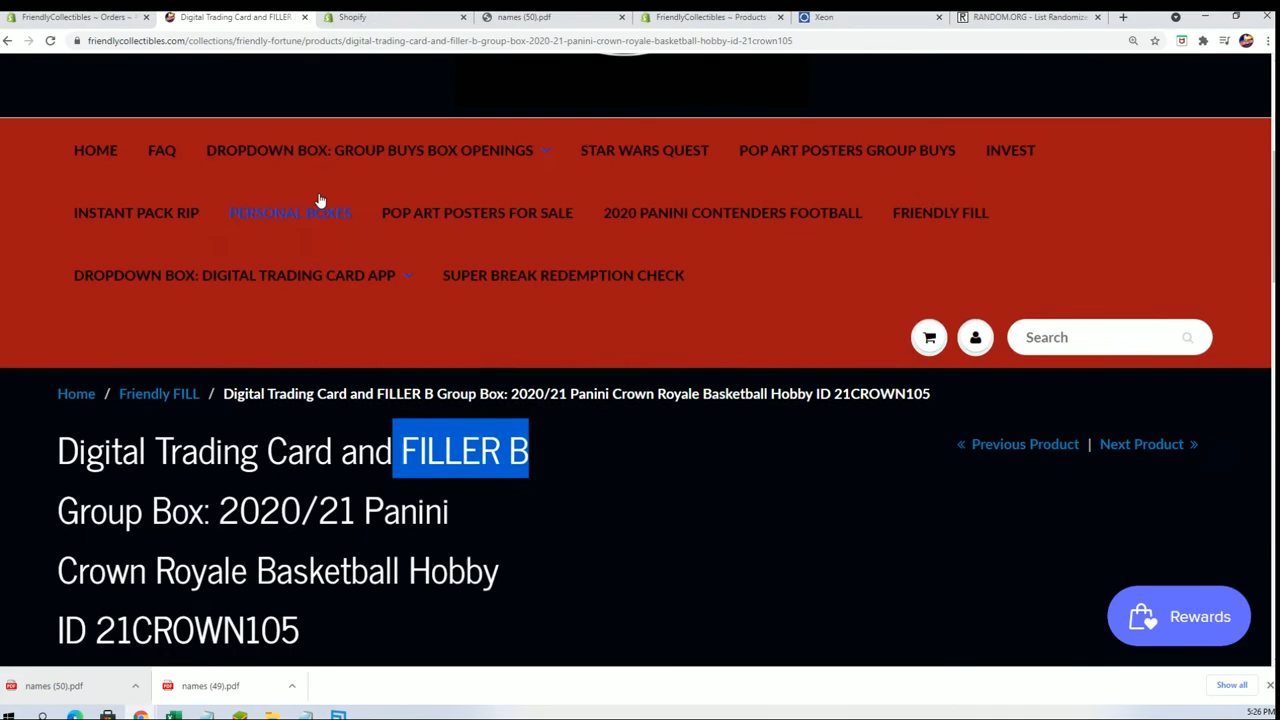 FriendlyCollectibles ~ Orders ~
Digital Trading Card and FILLER
Shopify
names (50).pdf
FriendlyCollectibles ~ Products
Xeon
RANDOM.ORG - List Randomize
friendlycollectibles.com/collections/friendly-fortune/products/digital-trading-card-and-filler-b-group-box-2020-21-panini-crown-royale-basketball-hobby-id-21crown105
HOME FAQ DROPDOWN BOX: GROUP BUYS BOX OPENINGS STAR WARS QUEST POP ART POSTERS GROUP BUYS INVEST
INSTANT PACK RIP PERSONAL BOXES POP ART POSTERS FOR SALE 2020 PANINI CONTENDERS FOOTBALL FRIENDLY FILL
DROPDOWN BOX: DIGITAL TRADING CARD APP SUPER BREAK REDEMPTION CHECK
Search
Home / Friendly FILL / Digital Trading Card and FILLER B Group Box: 2020/21 Panini Crown Royale Basketball Hobby ID 21CROWN105
« Previous Product | Next Product »
Digital Trading Card and FILLER B
Group Box: 2020/21 Panini
Crown Royale Basketball Hobby
ID 21CROWN105
Rewards
names (50).pdf
names (49).pdf
Show all
5:26 PM